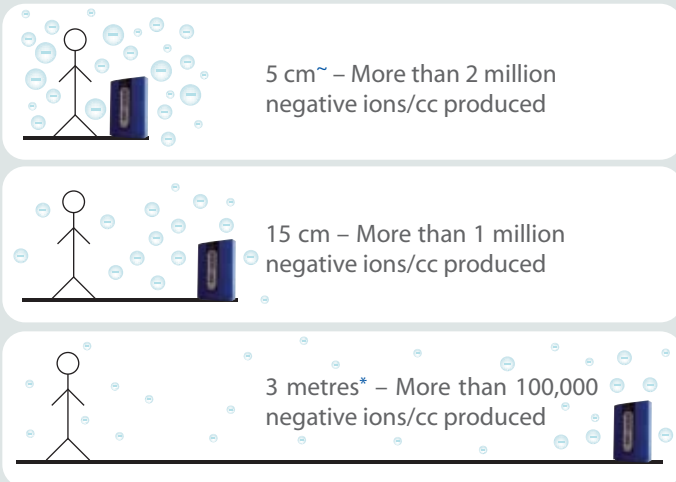 5 cm~ – More than 2 million
negative ions/cc produced
15 cm – More than 1 million
negative ions/cc produced
3 metres* – More than 100,000
negative ions/cc produced